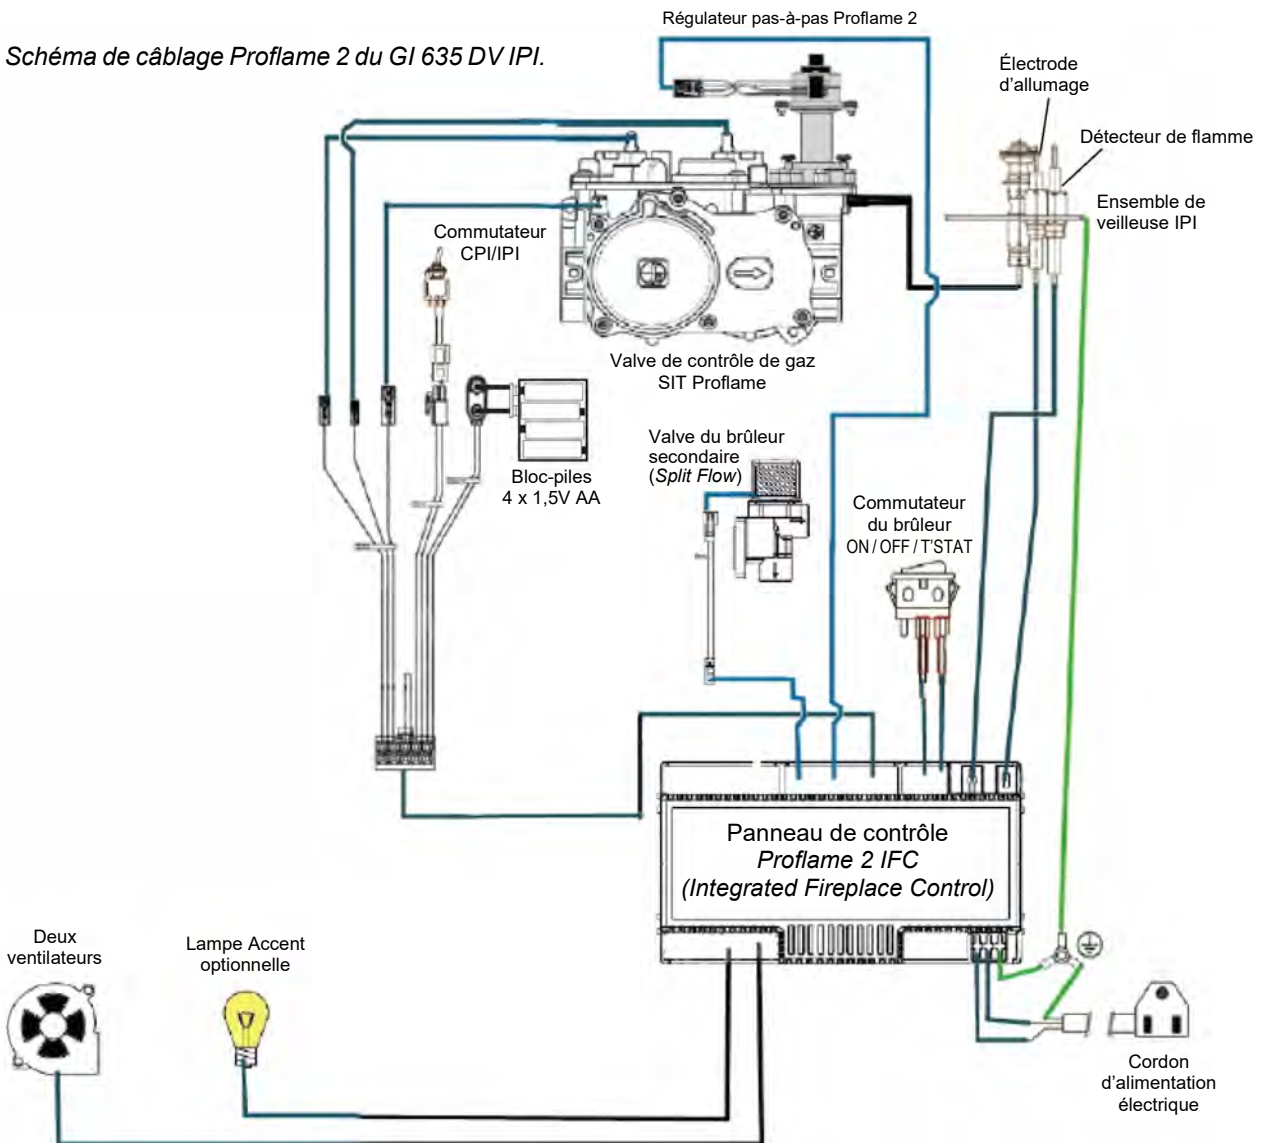 Régulateur pas-à-pas Proflame 2
Schéma de câblage Proflame 2 du GI 635 DV IPI.
Électrode
d'allumage
Détecteur de flamme
Ensemble de
veilleuse IPI
Commutateur
CPI/IPI
Valve de contrôle de gaz
SIT Proflame
Bloc-piles
4 x 1,5V AA
Valve du brûleur
secondaire
(Split Flow)
Commutateur
du brûleur
ON / OFF / T'STAT
Panneau de contrôle
Proflame 2 IFC
(Integrated Fireplace Control)
Deux
ventilateurs
Lampe Accent
optionnelle
Cordon
d'alimentation
électrique